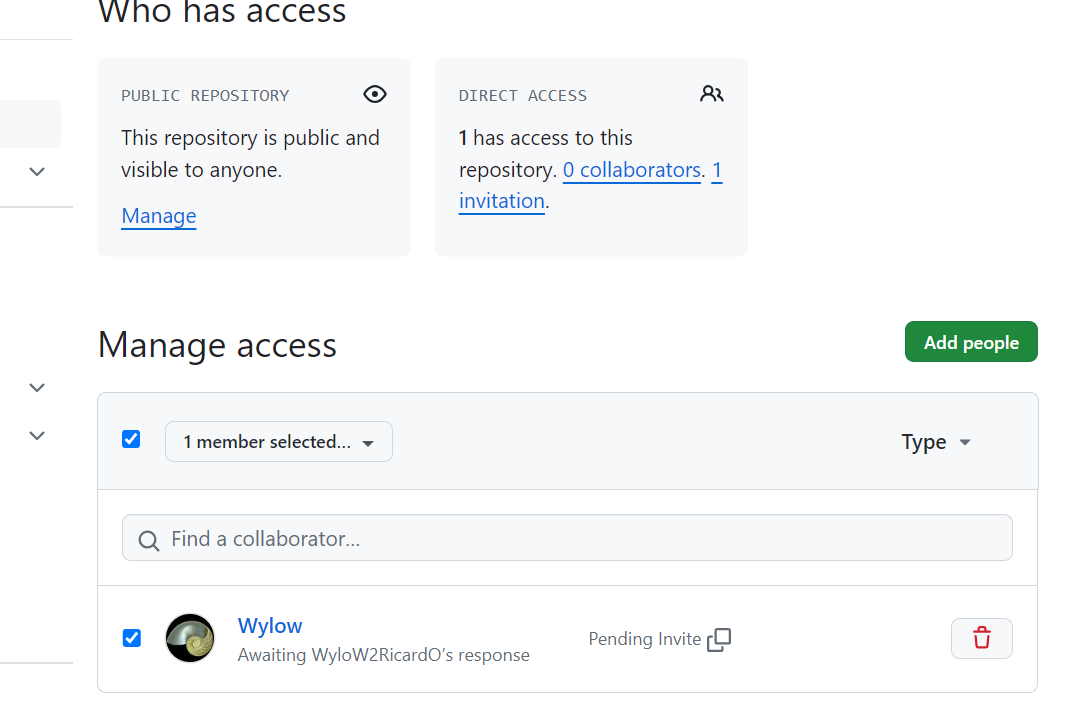 Who has access
PUBLIC REPOSITORY
This repository is public and
visible to anyone.
Manage
DIRECT ACCESS
1 has access to this
repository. 0 collaborators. 1
invitation.
Manage access
Add people
1 member selected...
Type
Find a collaborator...
Wylow
Awaiting WyloW2RicardO’s response
Pending Invite